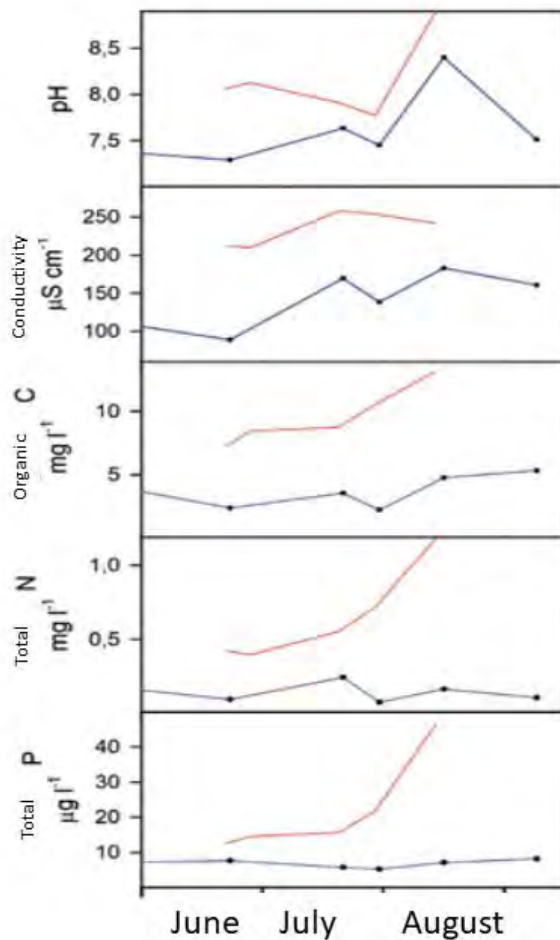 8,5
8,0
7,5
pH
250
200
150
100
Conductivity
µS cm⁻¹
10
5
Organic C
mg l⁻¹
1,0
0,5
Total N
mg l⁻¹
40
30
20
10
Total P
µg l⁻¹
June July August